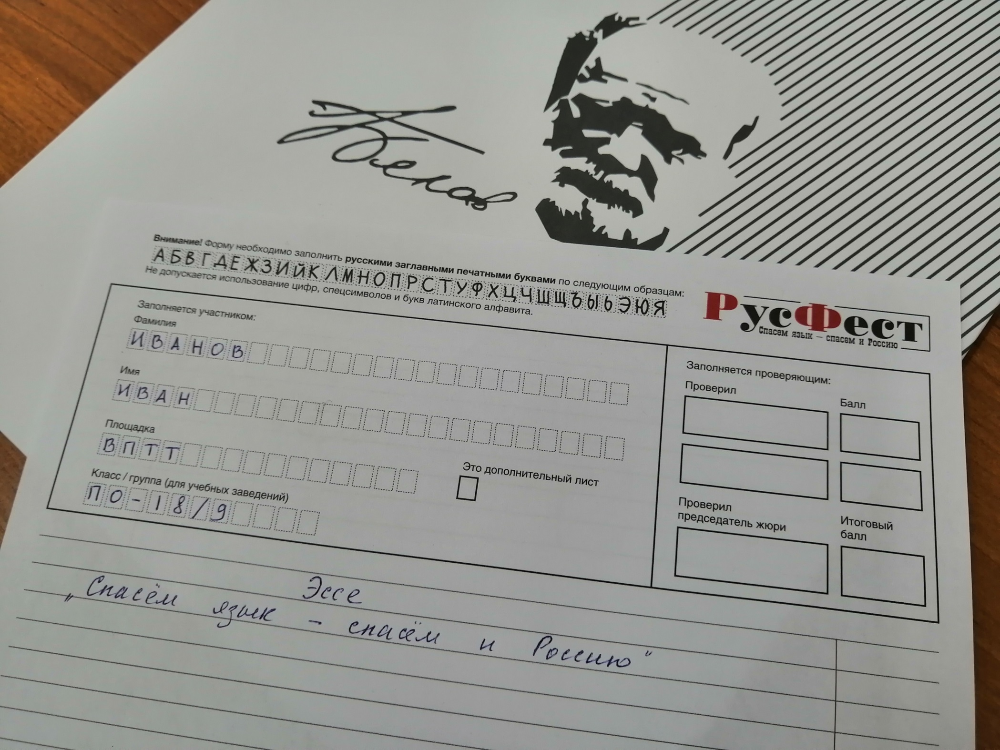 Белов
Внимание! Форму необходимо заполнить русскими заглавными печатными буквами по следующим образцам:
АБВГДЕЖЗИЙКЛМНОПРСТУФХЦЧШЩЪЫЬЭЮЯ
Не допускается использование цифр, спецсимволов и букв латинского алфавита.
РусФест
Спасем язык – спасем и Россию
Заполняется участником:
Фамилия
ИВАНОВ
Имя
ИВАН
Площадка
ВПТТ
Класс / группа (для учебных заведений)
ПО-18/9
Это дополнительный лист
Заполняется проверяющим:
Проверил
Балл
Проверил
председатель жюри
Итоговый
балл
Эссе
„Спасём язык – спасём и Россию“